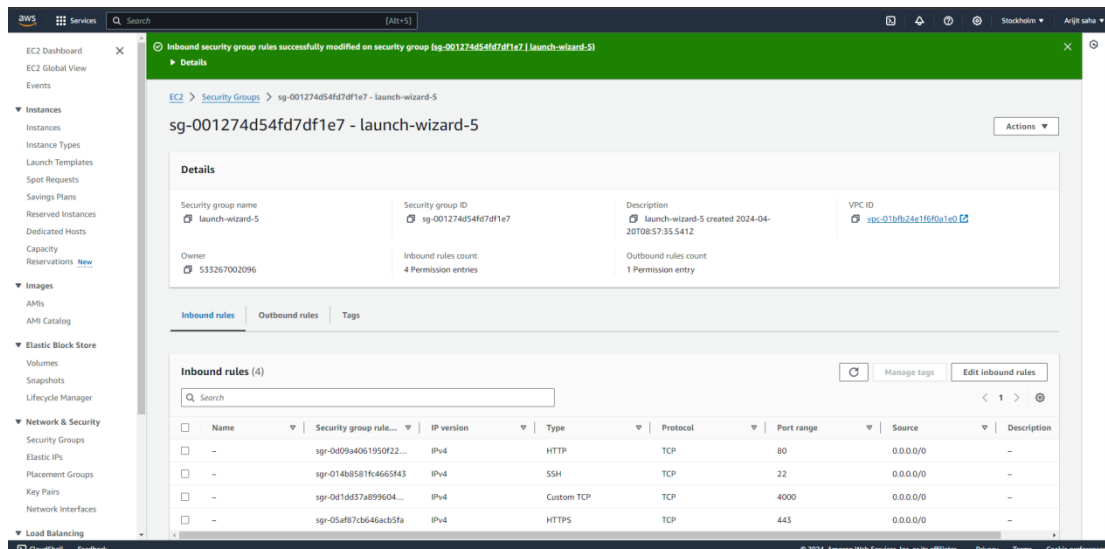 aws Services Search [Alt+S] Stockholm ▼ Arijit saha ▼
EC2 Dashboard
EC2 Global View
Events
Instances
Instances
Instance Types
Launch Templates
Spot Requests
Savings Plans
Reserved Instances
Dedicated Hosts
Capacity
Reservations New
Images
AMIs
AMI Catalog
Elastic Block Store
Volumes
Snapshots
Lifecycle Manager
Network & Security
Security Groups
Elastic IPs
Placement Groups
Key Pairs
Network Interfaces
Load Balancing
Inbound security group rules successfully modified on security group (sg-001274d54fd7df1e7 | launch-wizard-5)
Details
EC2 > Security Groups > sg-001274d54fd7df1e7 - launch-wizard-5
sg-001274d54fd7df1e7 - launch-wizard-5
Actions ▼
Details
Security group name
launch-wizard-5
Security group ID
sg-001274d54fd7df1e7
Description
launch-wizard-5 created 2024-04-
20T08:57:35.541Z
VPC ID
vpc-01bfb24e1f6f0a1e0
Owner
533267002096
Inbound rules count
4 Permission entries
Outbound rules count
1 Permission entry
Inbound rules Outbound rules Tags
Inbound rules (4)
Manage tags Edit inbound rules
Search
< 1 >
Name Security group rule... IP version Type Protocol Port range Source Description
– sgr-0d09a4061950f22... IPv4 HTTP TCP 80 0.0.0.0/0 –
– sgr-014b8581fc4665f43 IPv4 SSH TCP 22 0.0.0.0/0 –
– sgr-0d1dd37a899604... IPv4 Custom TCP TCP 4000 0.0.0.0/0 –
– sgr-05af87cb646acb5fa IPv4 HTTPS TCP 443 0.0.0.0/0 –
CloudShell Feedback © 2024, Amazon Web Services, Inc. or its affiliates. Privacy Terms Cookie preferences